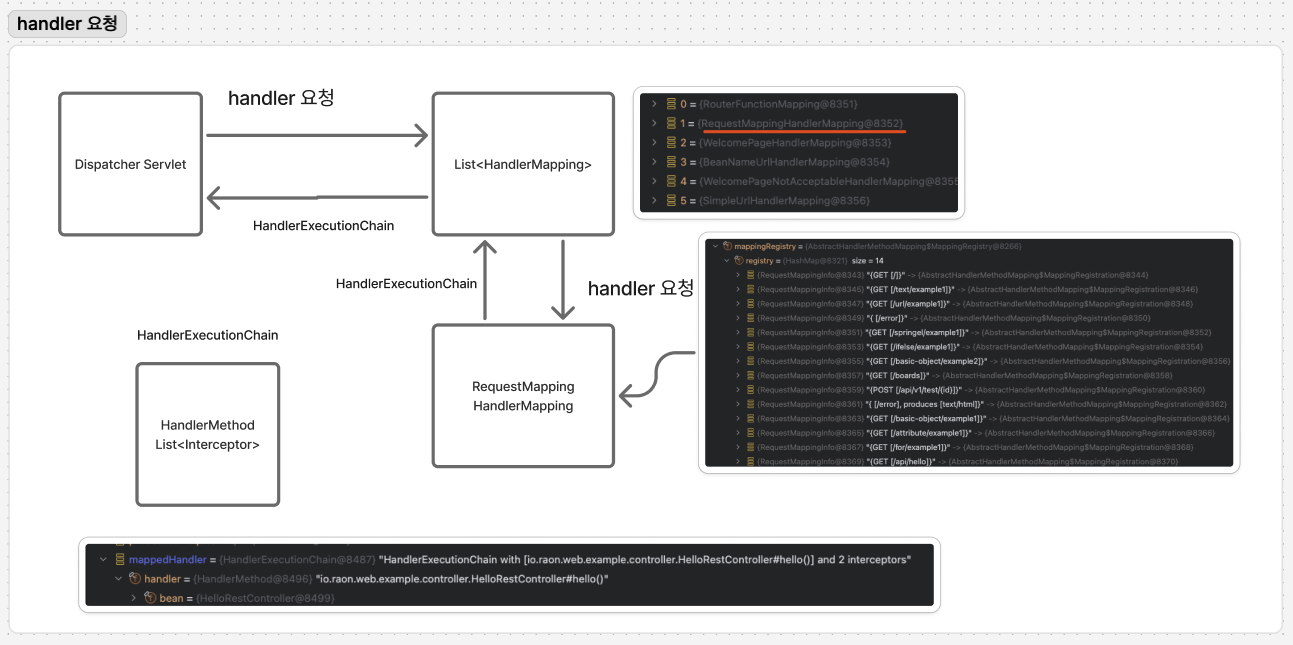 handler 요청
handler 요청
Dispatcher Servlet
List<HandlerMapping>
HandlerExecutionChain
0 = {RouterFunctionMapping@8351}
1 = {RequestMappingHandlerMapping@8352}
2 = {WelcomePageHandlerMapping@8353}
3 = {BeanNameUrlHandlerMapping@8354}
4 = {WelcomePageNotAcceptableHandlerMapping@8355
5 = {SimpleUrlHandlerMapping@8356}
HandlerExecutionChain
handler 요청
mappingRegistry = {AbstractHandlerMethodMapping$MappingRegistry@8266}
registry = {HashMap@8321} size = 14
{RequestMappingInfo@8343} "{GET [/]}" -> {AbstractHandlerMethodMapping$MappingRegistration@8344}
{RequestMappingInfo@8345} "{GET [/text/example1]}" -> {AbstractHandlerMethodMapping$MappingRegistration@8346}
{RequestMappingInfo@8347} "{GET [/url/example1]}" -> {AbstractHandlerMethodMapping$MappingRegistration@8348}
{RequestMappingInfo@8349} "{ [/error]}" -> {AbstractHandlerMethodMapping$MappingRegistration@8350}
{RequestMappingInfo@8351} "{GET [/springel/example1]}" -> {AbstractHandlerMethodMapping$MappingRegistration@8352}
{RequestMappingInfo@8353} "{GET [/ifelse/example1]}" -> {AbstractHandlerMethodMapping$MappingRegistration@8354}
{RequestMappingInfo@8355} "{GET [/basic-object/example2]}" -> {AbstractHandlerMethodMapping$MappingRegistration@8356}
{RequestMappingInfo@8357} "{GET [/boards]}" -> {AbstractHandlerMethodMapping$MappingRegistration@8358}
{RequestMappingInfo@8359} "{POST [/api/v1/test/{id}]}" -> {AbstractHandlerMethodMapping$MappingRegistration@8360}
{RequestMappingInfo@8361} "{ [/error], produces [text/html]}" -> {AbstractHandlerMethodMapping$MappingRegistration@8362}
{RequestMappingInfo@8363} "{GET [/basic-object/example1]}" -> {AbstractHandlerMethodMapping$MappingRegistration@8364}
{RequestMappingInfo@8365} "{GET [/attribute/example1]}" -> {AbstractHandlerMethodMapping$MappingRegistration@8366}
{RequestMappingInfo@8367} "{GET [/for/example1]}" -> {AbstractHandlerMethodMapping$MappingRegistration@8368}
{RequestMappingInfo@8369} "{GET [/api/hello]}" -> {AbstractHandlerMethodMapping$MappingRegistration@8370}
RequestMapping
HandlerMapping
HandlerExecutionChain
HandlerMethod
List<Interceptor>
mappedHandler = {HandlerExecutionChain@8487} "HandlerExecutionChain with [io.raon.web.example.controller.HelloRestController#hello()] and 2 interceptors"
handler = {HandlerMethod@8496} "io.raon.web.example.controller.HelloRestController#hello()"
bean = {HelloRestController@8499}